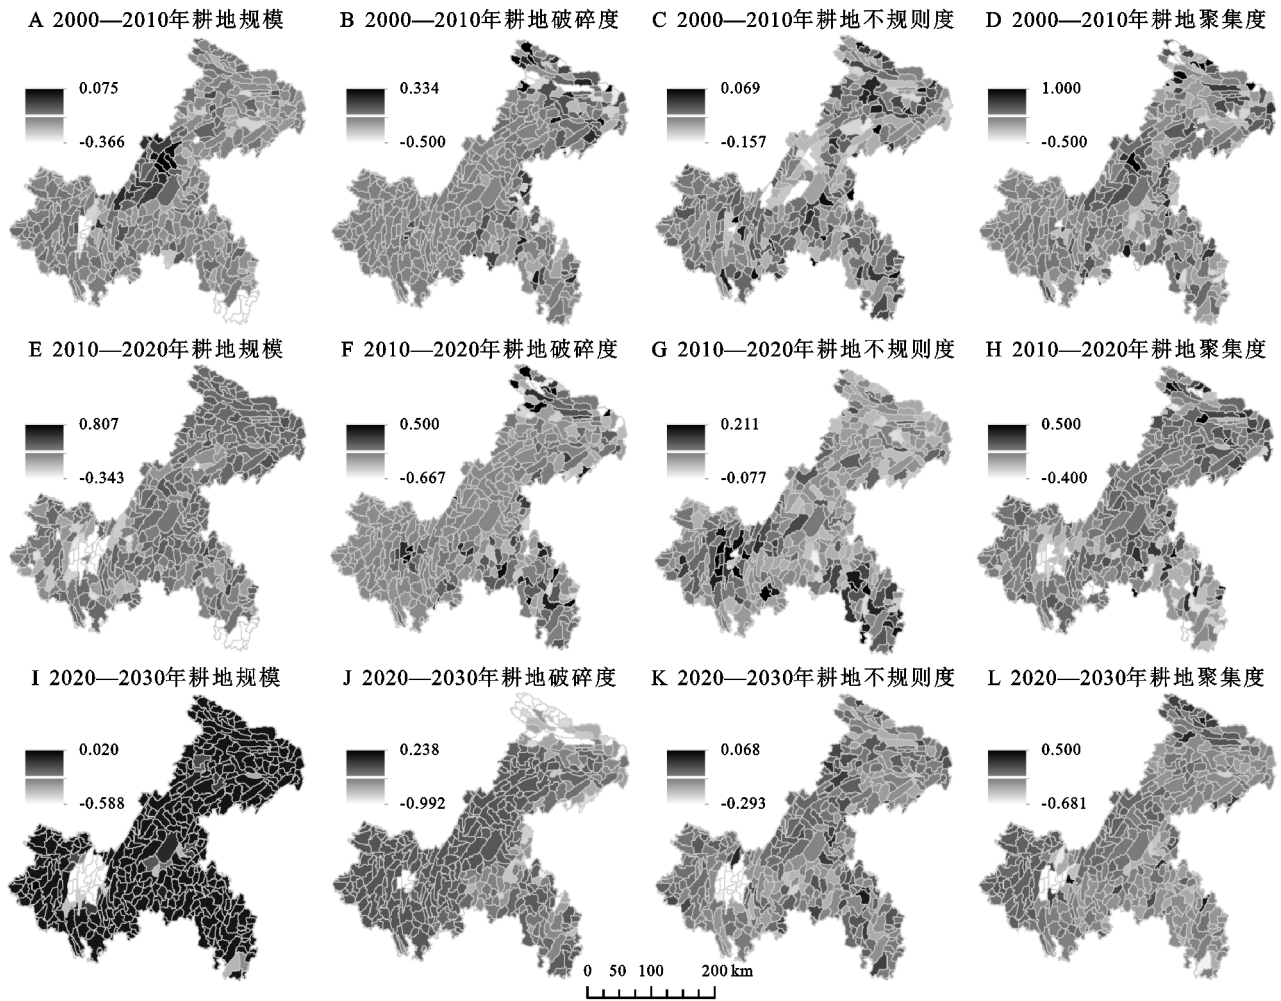 A 2000—2010年耕地规模
B 2000—2010年耕地破碎度
C 2000—2010年耕地不规则度
D 2000—2010年耕地聚集度
0.075
-0.366
0.334
-0.500
0.069
-0.157
1.000
-0.500
E 2010—2020年耕地规模
F 2010—2020年耕地破碎度
G 2010—2020年耕地不规则度
H 2010—2020年耕地聚集度
0.807
-0.343
0.500
-0.667
0.211
-0.077
0.500
-0.400
I 2020—2030年耕地规模
J 2020—2030年耕地破碎度
K 2020—2030年耕地不规则度
L 2020—2030年耕地聚集度
0.020
-0.588
0.238
-0.992
0.068
-0.293
0.500
-0.681
0 50 100 200 km